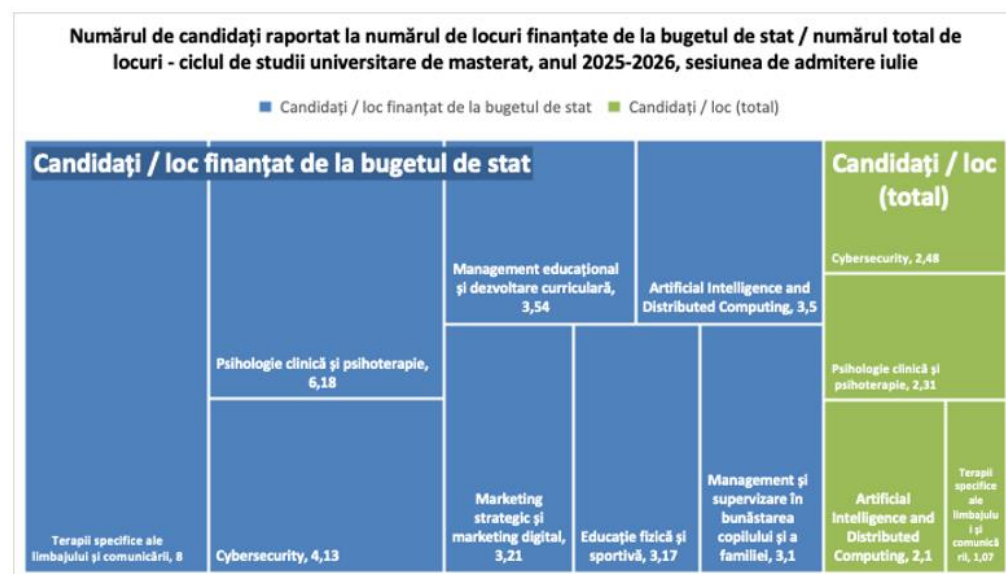 Numărul de candidați raportat la numărul de locuri finanțate de la bugetul de stat / numărul total de
locuri - ciclul de studii universitare de masterat, anul 2025-2026, sesiunea de admitere iulie
Candidați / loc finanțat de la bugetul de stat
Candidați / loc (total)
Candidați / loc finanțat de la bugetul de stat
Terapii specifice ale
limbajului și comunicării, 8
Psihologie clinică și psihoterapie,
6,18
Cybersecurity, 4,13
Management educațional
și dezvoltare curriculară,
3,54
Artificial Intelligence and
Distributed Computing, 3,5
Marketing
strategic și
marketing digital,
3,21
Educație fizică și
sportivă, 3,17
Management și
supervizare în
bunăstarea
copilului și a
familiei, 3,1
Candidați / loc
(total)
Cybersecurity, 2,48
Psihologie clinică și
psihoterapie, 2,31
Artificial
Intelligence and
Distributed
Computing, 2,1
Terapii
specifice
ale
limbajulu
i și
comunică
rii, 1,07